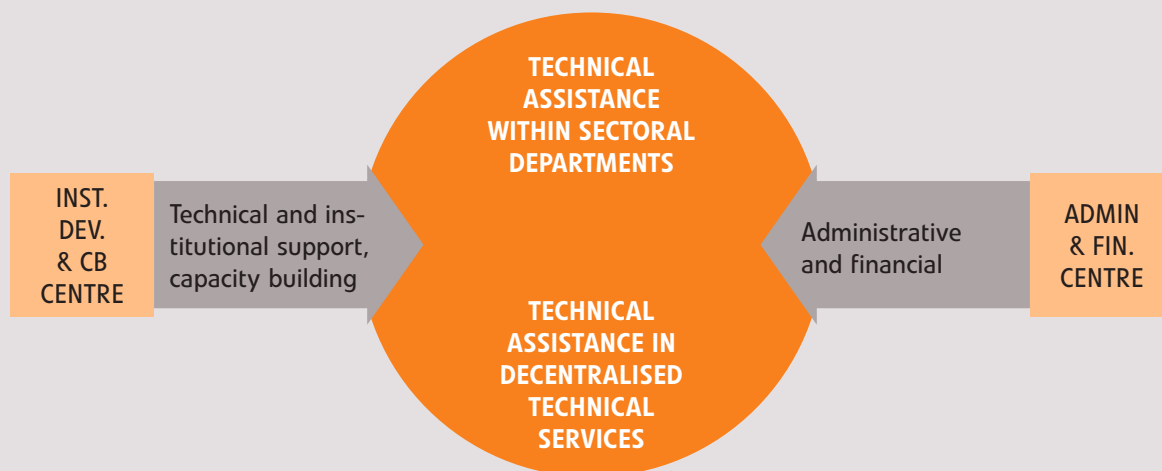 TECHNICAL
ASSISTANCE
WITHIN SECTORAL
DEPARTMENTS
INST.
DEV.
& CB
CENTRE
Technical and ins-
titutional support,
capacity building
Administrative
and financial
ADMIN
& FIN.
CENTRE
TECHNICAL
ASSISTANCE IN
DECENTRALISED
TECHNICAL
SERVICES